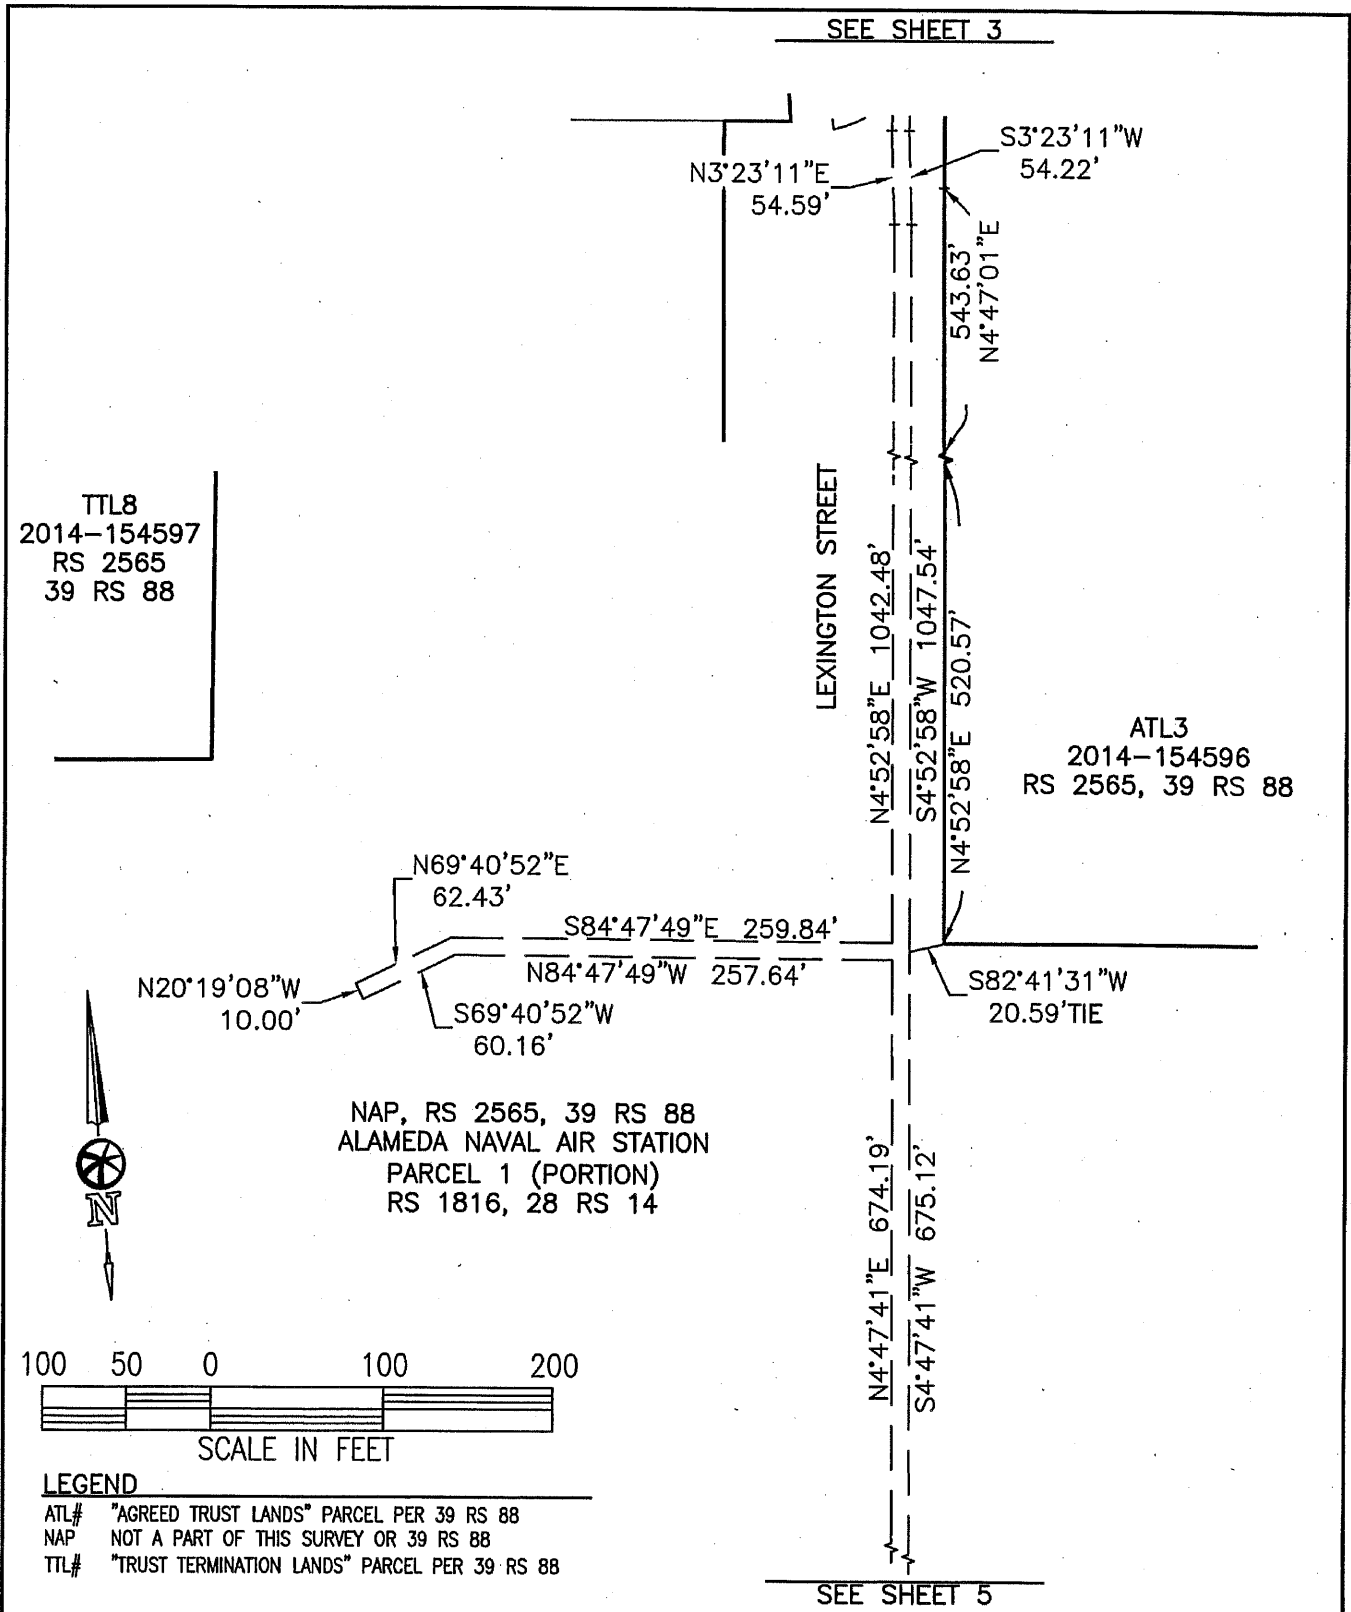 SEE SHEET 3
S3°23'11"W
54.22'
N3°23'11"E
54.59'
543.63'
N4°47'01"E
TTL8
2014-154597
RS 2565
39 RS 88
LEXINGTON STREET
N4°52'58"E 1042.48'
S4°52'58"W 1047.54'
N4°52'58"E 520.57'
ATL3
2014-154596
RS 2565, 39 RS 88
N69°40'52"E
62.43'
S84°47'49"E 259.84'
N84°47'49"W 257.64'
N20°19'08"W
10.00'
S69°40'52"W
60.16'
S82°41'31"W
20.59'TIE
NAP, RS 2565, 39 RS 88
ALAMEDA NAVAL AIR STATION
PARCEL 1 (PORTION)
RS 1816, 28 RS 14
N4°47'41"E 674.19'
S4°47'41"W 675.12'
N
100 50 0 100 200
SCALE IN FEET
LEGEND
ATL# "AGREED TRUST LANDS" PARCEL PER 39 RS 88
NAP NOT A PART OF THIS SURVEY OR 39 RS 88
TTL# "TRUST TERMINATION LANDS" PARCEL PER 39 RS 88
SEE SHEET 5